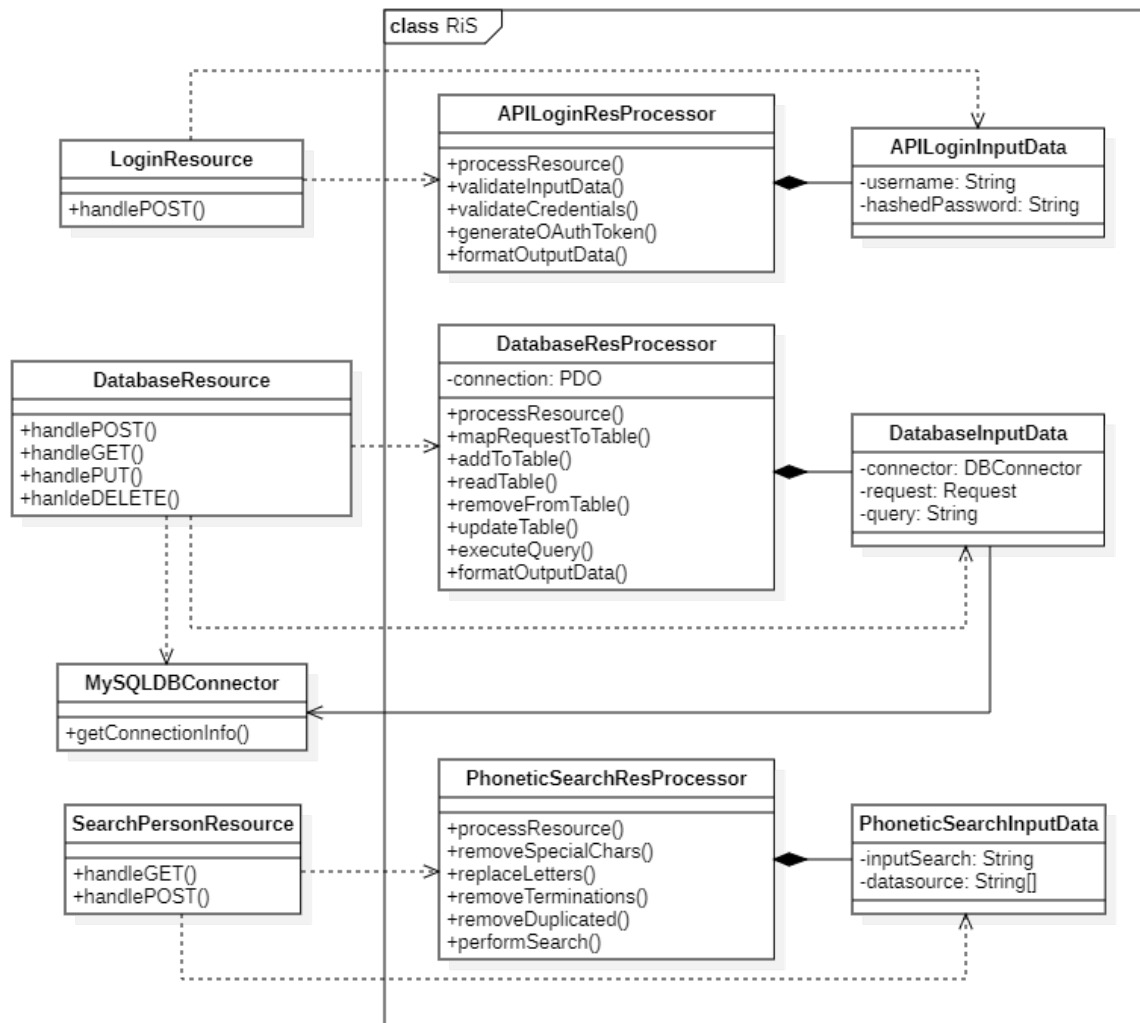 class RiS
LoginResource
+handlePOST()
APILoginResProcessor
+processResource()
+validateInputData()
+validateCredentials()
+generateOAuthToken()
+formatOutputData()
APILoginInputData
-username: String
-hashedPassword: String
DatabaseResource
+handlePOST()
+handleGET()
+handlePUT()
+hanldeDELETE()
DatabaseResProcessor
-connection: PDO
+processResource()
+mapRequestToTable()
+addToTable()
+readTable()
+removeFromTable()
+updateTable()
+executeQuery()
+formatOutputData()
DatabaseInputData
-connector: DBConnector
-request: Request
-query: String
MySQLDBConnector
+getConnectionInfo()
SearchPersonResource
+handleGET()
+handlePOST()
PhoneticSearchResProcessor
+processResource()
+removeSpecialChars()
+replaceLetters()
+removeTerminations()
+removeDuplicated()
+performSearch()
PhoneticSearchInputData
-inputSearch: String
-datasource: String[]